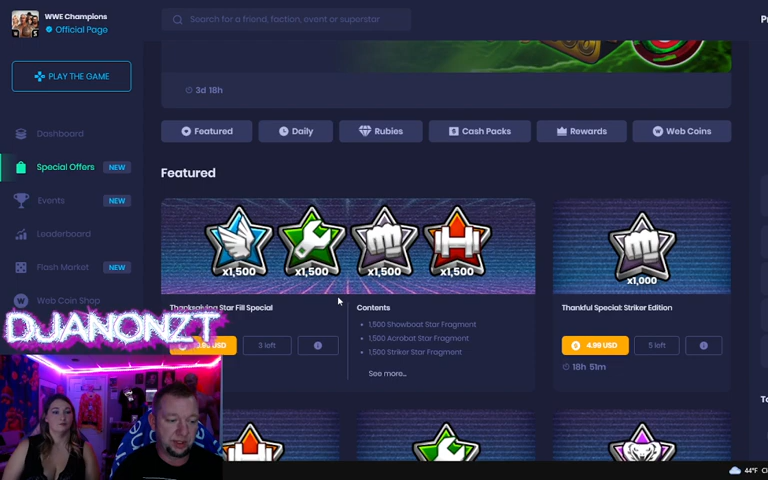 WWE Champions
Official Page
Search for a friend, faction, event or superstar
PLAY THE GAME
3d 18h
Dashboard
Featured
Daily
Rubies
Cash Packs
Rewards
Web Coins
Special Offers NEW
Featured
Events NEW
Leaderboard
Flash Market NEW
Web Coin Shop
x1,500
x1,500
x1,500
x1,500
x1,000
Thanksgiving Star Fill Special
Contents
1,500 Showboat Star Fragment
1,500 Acrobat Star Fragment
1,500 Striker Star Fragment
See more...
USD
3 left
Thankful Special: Striker Edition
4.99 USD
5 left
18h 51m
DJANONZT
44°F